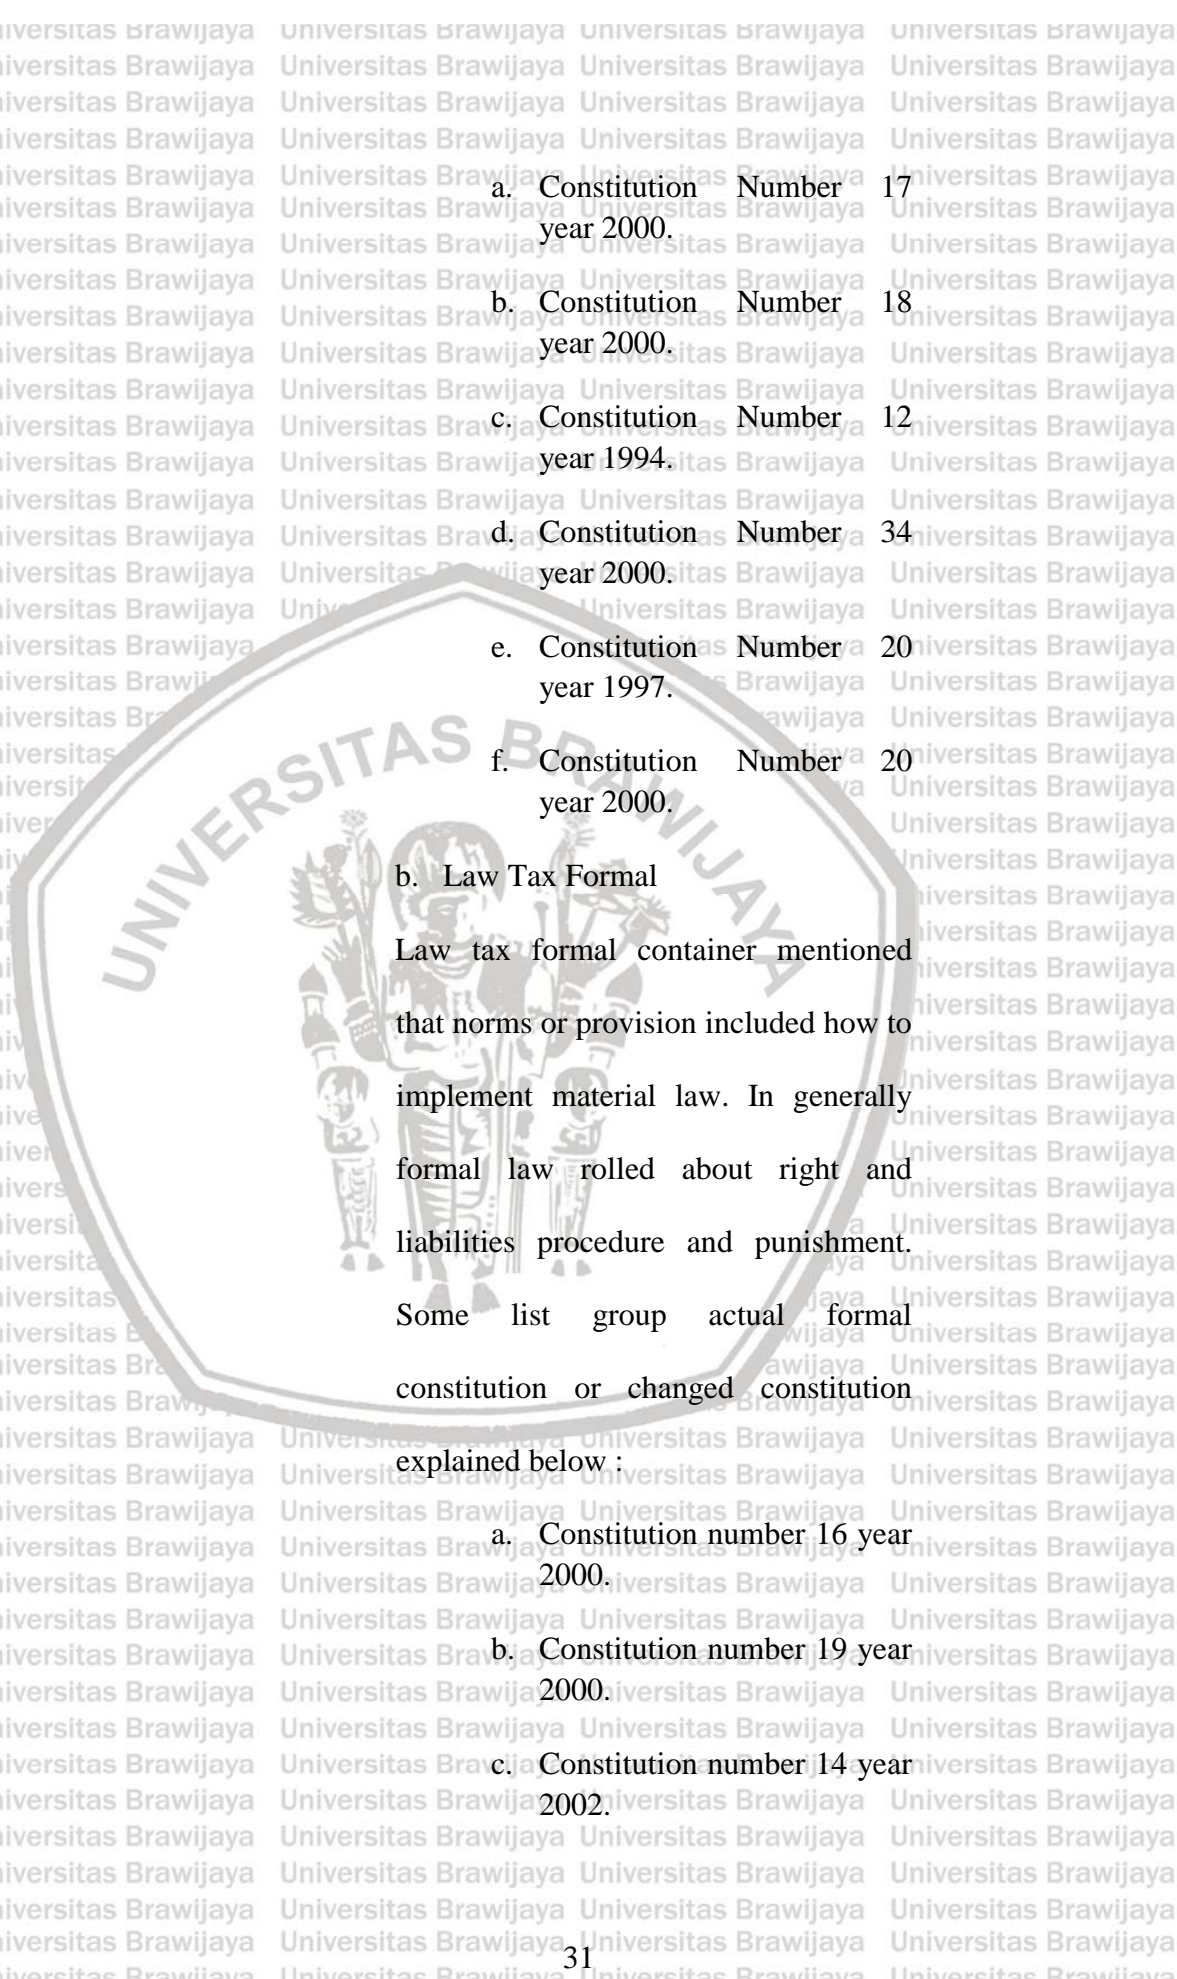 a. Constitution Number 17
year 2000.
b. Constitution Number 18
year 2000.
c. Constitution Number 12
year 1994.
d. Constitution Number 34
year 2000.
e. Constitution Number 20
year 1997.
f. Constitution Number 20
year 2000.
b. Law Tax Formal
Law tax formal container mentioned
that norms or provision included how to
implement material law. In generally
formal law rolled about right and
liabilities procedure and punishment.
Some list group actual formal
constitution or changed constitution
explained below :
a. Constitution number 16 year
2000.
b. Constitution number 19 year
2000.
c. Constitution number 14 year
2002.
31
UNIVERSITAS BRAWIJAYA